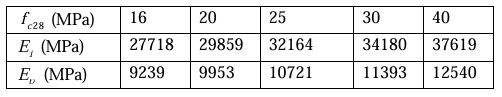 f_c28 (MPa) 16 20 25 30 40
E_i (MPa) 27718 29859 32164 34180 37619
E_υ (MPa) 9239 9953 10721 11393 12540